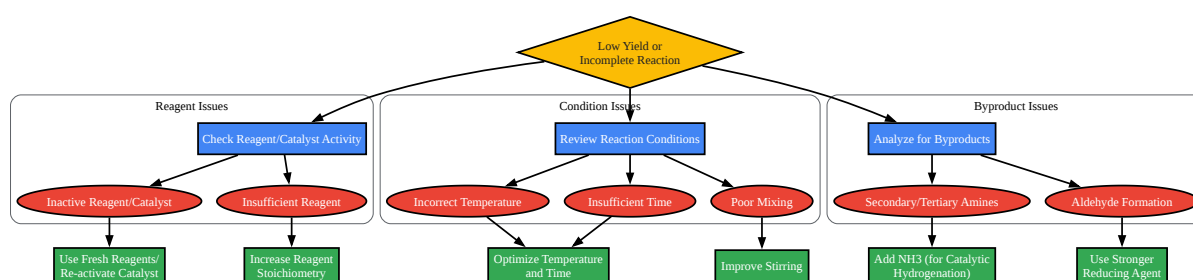 Low Yield or
Incomplete Reaction
Reagent Issues
Condition Issues
Byproduct Issues
Check Reagent/Catalyst Activity
Review Reaction Conditions
Analyze for Byproducts
Inactive Reagent/Catalyst
Insufficient Reagent
Incorrect Temperature
Insufficient Time
Poor Mixing
Secondary/Tertiary Amines
Aldehyde Formation
Use Fresh Reagents/
Re-activate Catalyst
Increase Reagent
Stoichiometry
Optimize Temperature
and Time
Improve Stirring
Add NH3 (for Catalytic
Hydrogenation)
Use Stronger
Reducing Agent